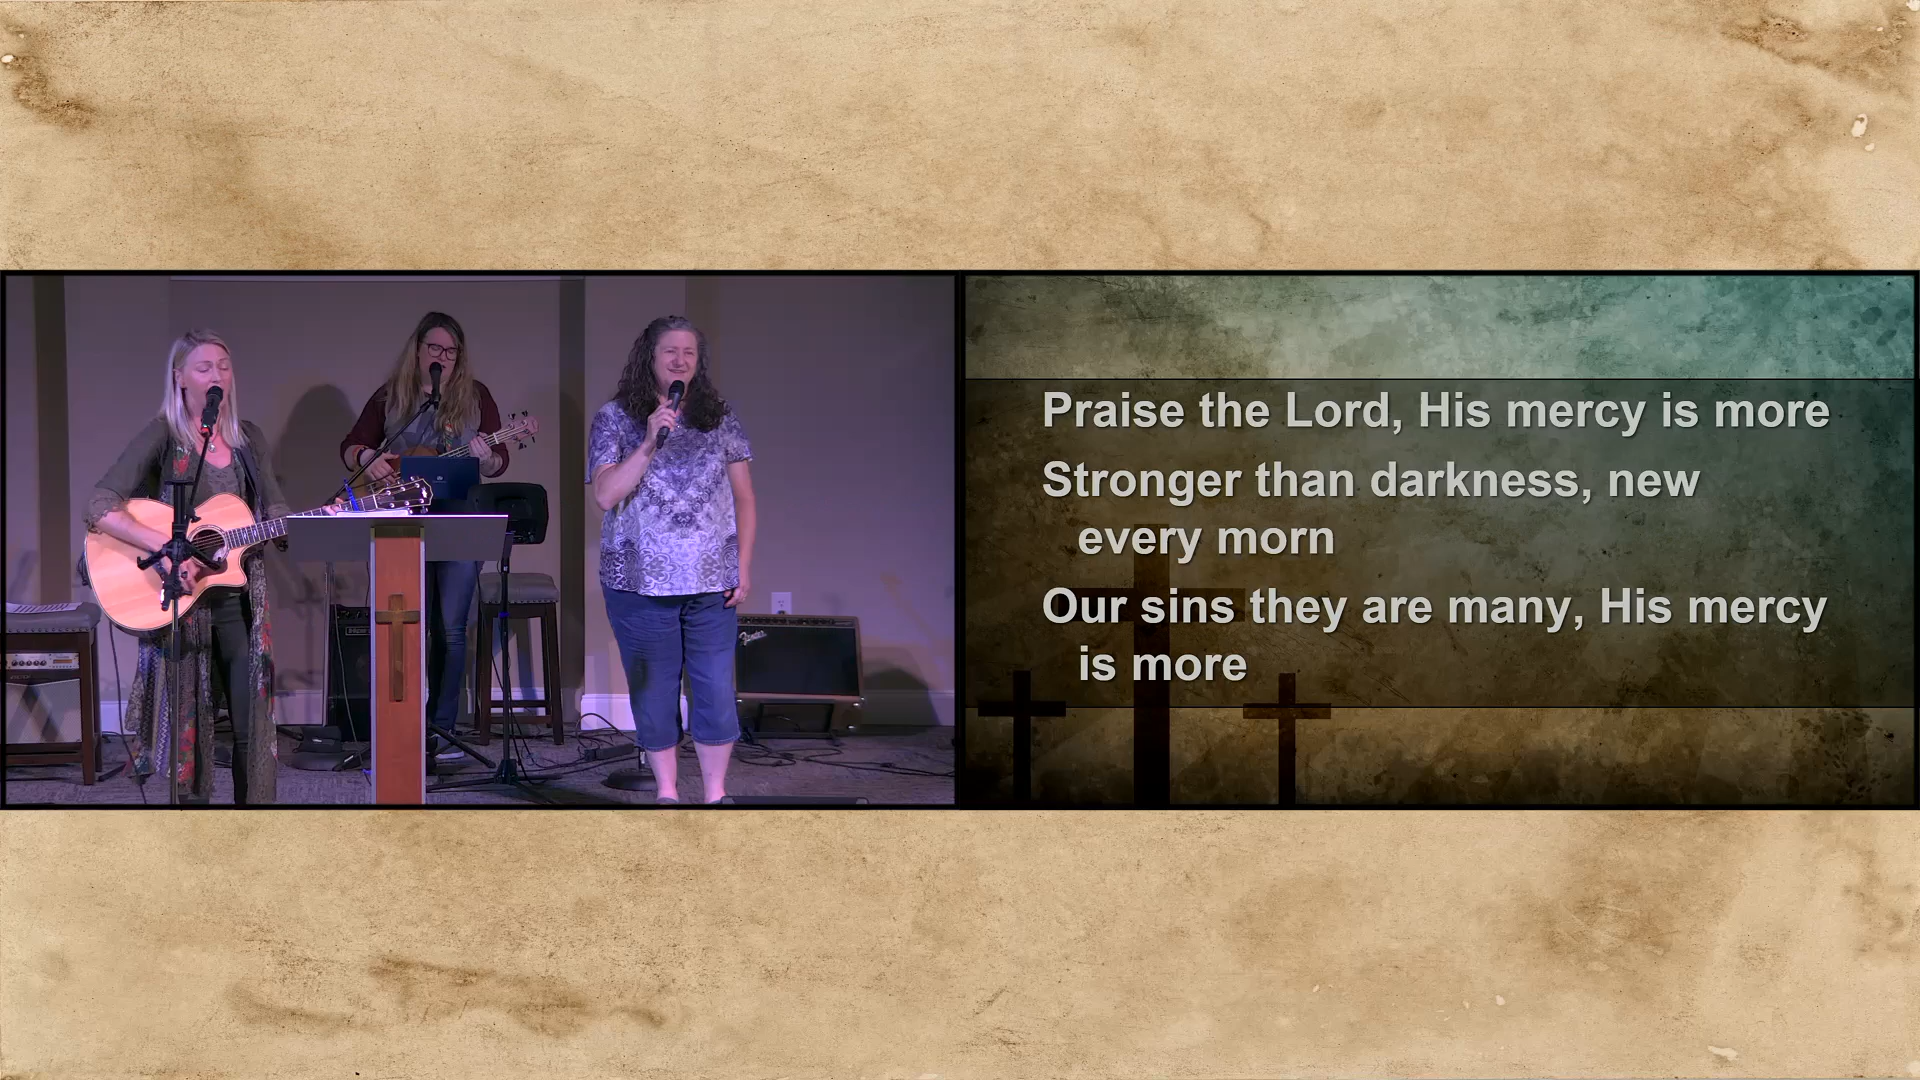 Praise the Lord, His mercy is more
Stronger than darkness, new
every morn
Our sins they are many, His mercy
is more
Fender